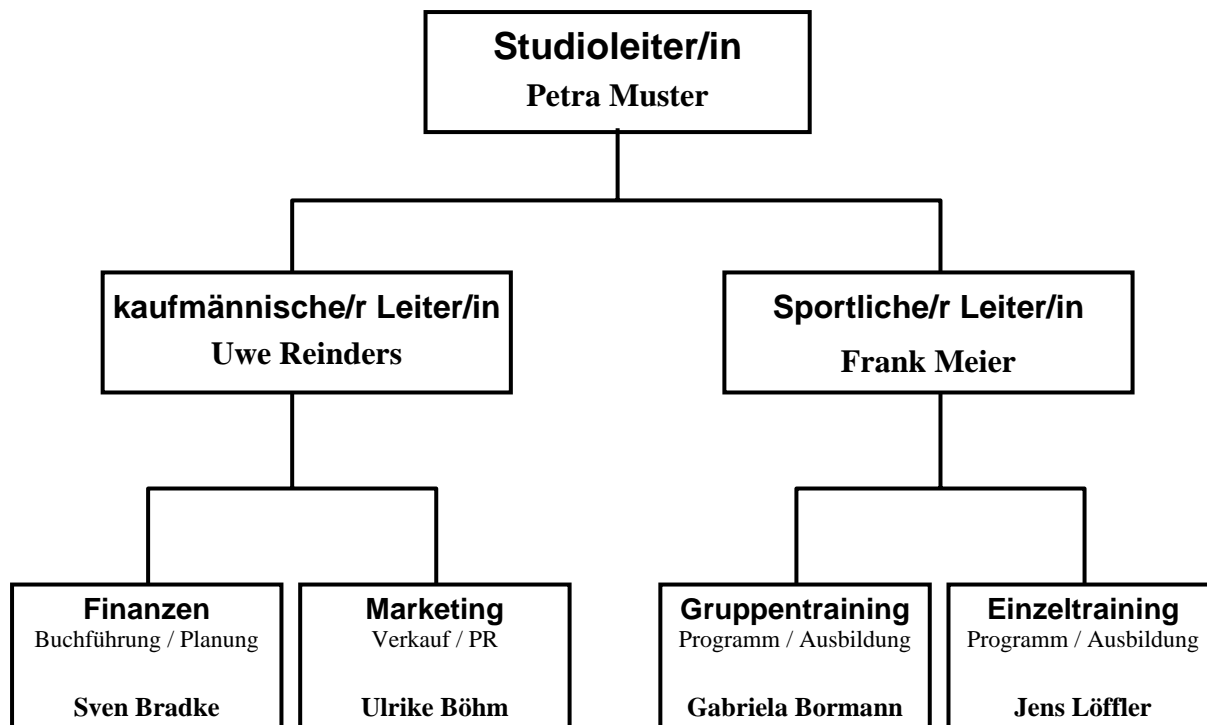 Studioleiter/in
Petra Muster
kaufmännische/r Leiter/in
Uwe Reinders
Sportliche/r Leiter/in
Frank Meier
Finanzen
Buchführung / Planung
Sven Bradke
Marketing
Verkauf / PR
Ulrike Böhm
Gruppentraining
Programm / Ausbildung
Gabriela Bormann
Einzeltraining
Programm / Ausbildung
Jens Löffler